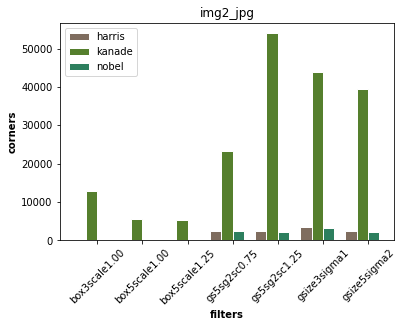 img2_jpg
harris
kanade
nobel
corners
50000
40000
30000
20000
10000
0
box3scale1.00
box5scale1.00
box5scale1.25
gs5sg2sc0.75
gs5sg2sc1.25
gsize3sigma1
gsize5sigma2
filters